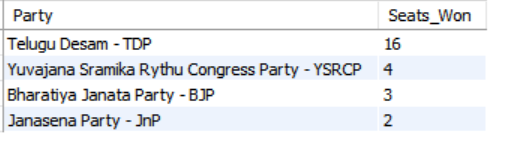 Party Seats_Won
Telugu Desam - TDP 16
Yuvajana Sramika Rythu Congress Party - YSRCP 4
Bharatiya Janata Party - BJP 3
Janasena Party - JnP 2